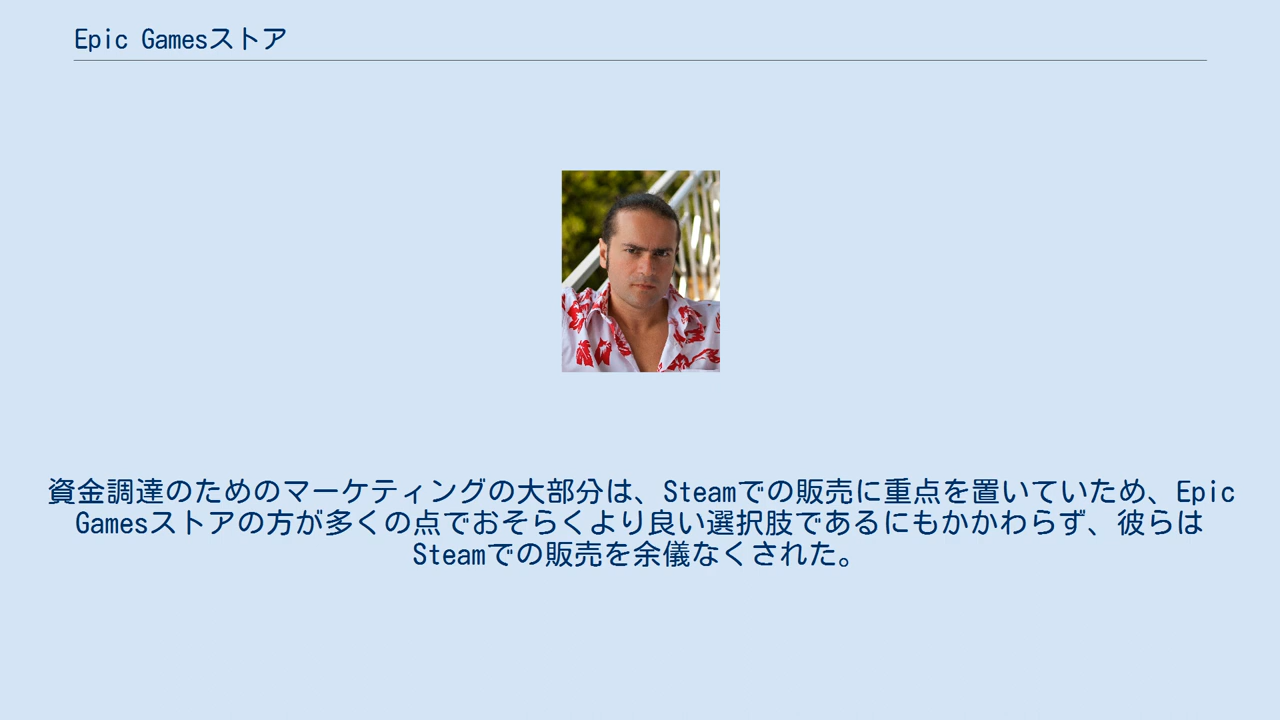 Epic Gamesストア
資金調達のためのマーケティングの大部分は、Steamでの販売に重点を置いていたため、Epic
Gamesストアの方が多くの点でおそらくより良い選択肢であるにもかかわらず、彼らは
Steamでの販売を余儀なくされた。